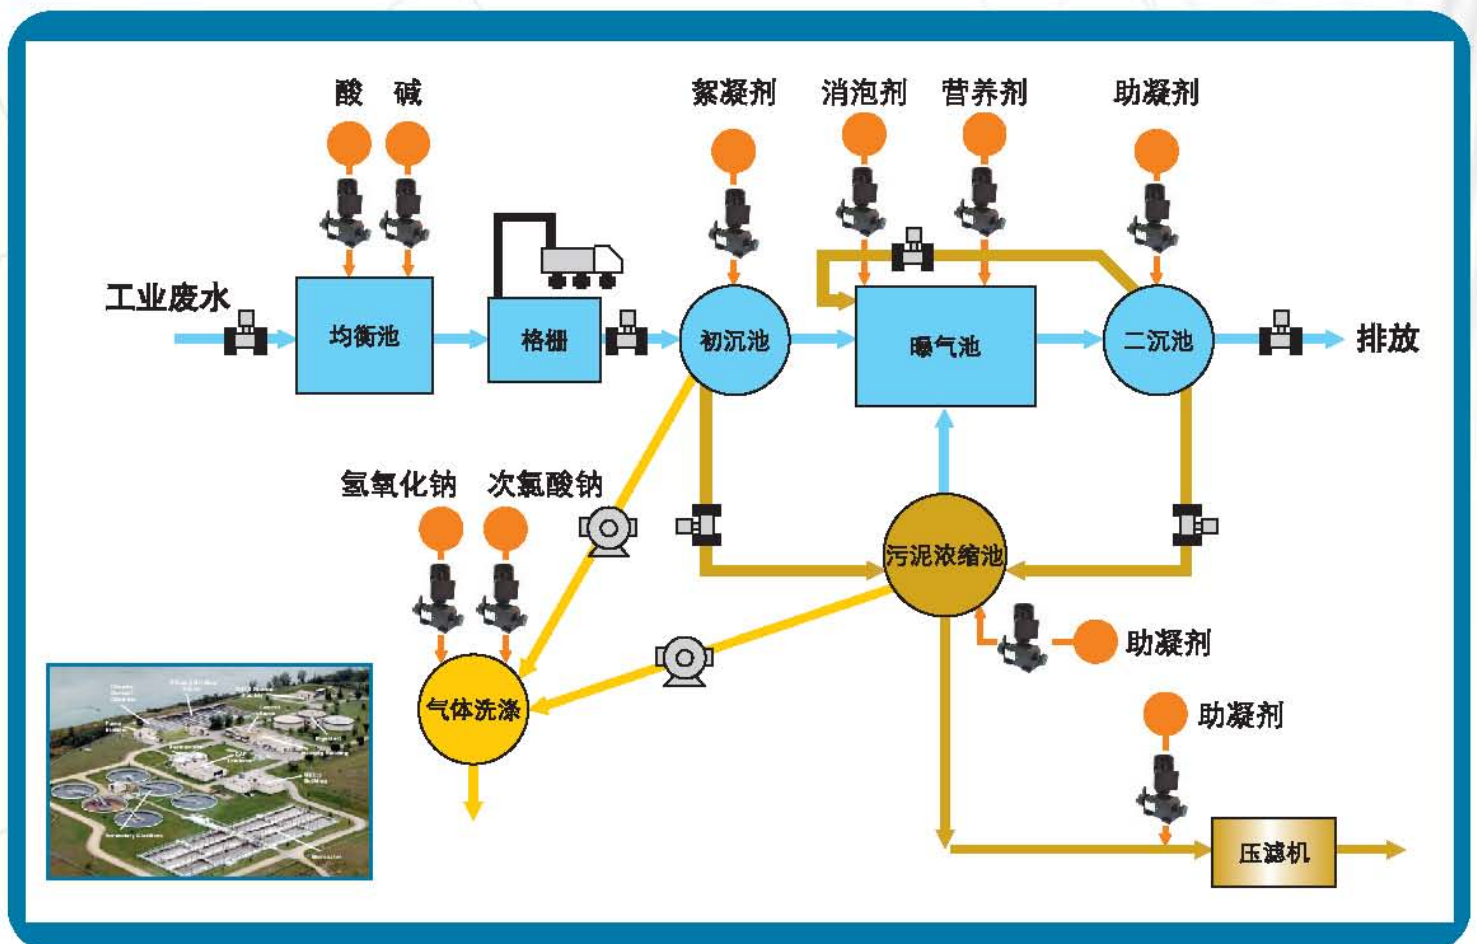 酸 碱 絮凝剂 消泡剂 营养剂 助凝剂
工业废水
均衡池
格栅
初沉池
曝气池
二沉池
排放
氢氧化钠 次氯酸钠
污泥浓缩池
助凝剂
气体洗涤
助凝剂
压滤机